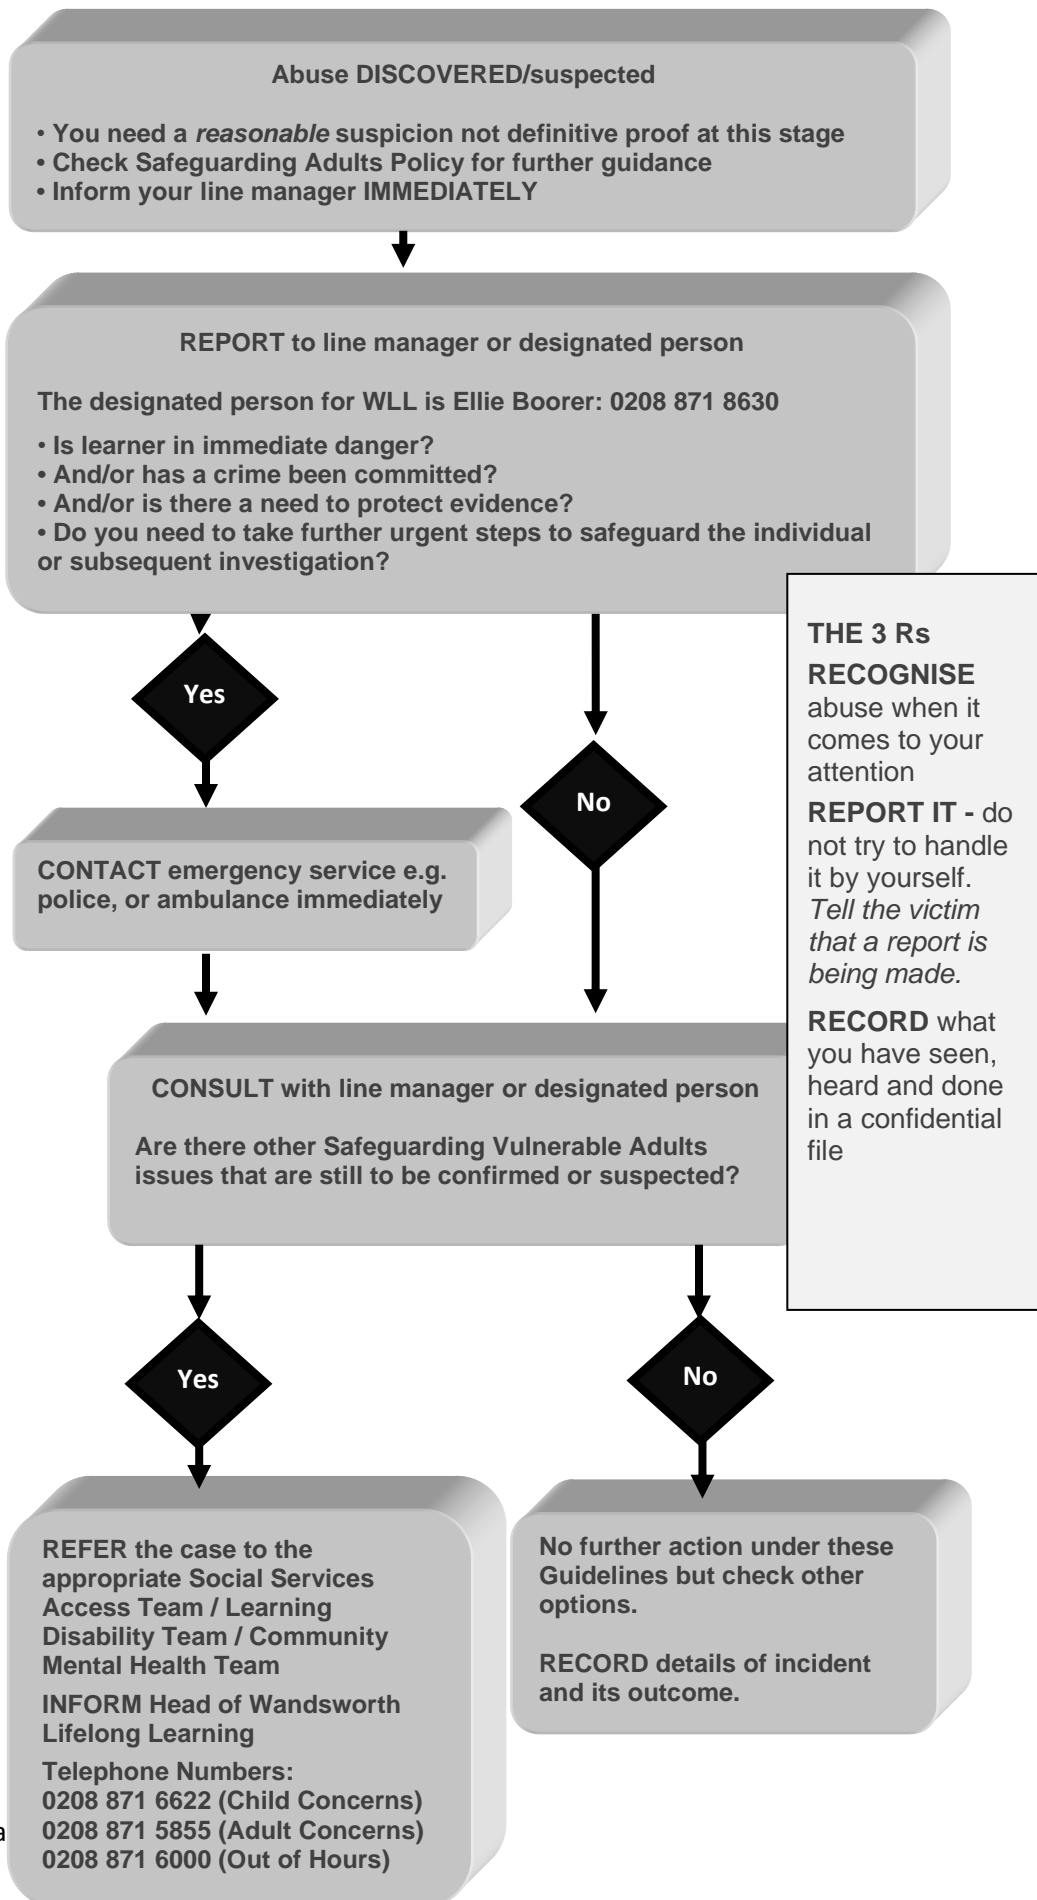 Abuse DISCOVERED/suspected
• You need a reasonable suspicion not definitive proof at this stage
• Check Safeguarding Adults Policy for further guidance
• Inform your line manager IMMEDIATELY
REPORT to line manager or designated person
The designated person for WLL is Ellie Boorer: 0208 871 8630
• Is learner in immediate danger?
• And/or has a crime been committed?
• And/or is there a need to protect evidence?
• Do you need to take further urgent steps to safeguard the individual
or subsequent investigation?
THE 3 Rs
RECOGNISE
abuse when it
comes to your
attention
REPORT IT - do
not try to handle
it by yourself.
Tell the victim
that a report is
being made.
RECORD what
you have seen,
heard and done
in a confidential
file
Yes
No
CONTACT emergency service e.g.
police, or ambulance immediately
CONSULT with line manager or designated person
Are there other Safeguarding Vulnerable Adults
issues that are still to be confirmed or suspected?
Yes
No
REFER the case to the
appropriate Social Services
Access Team / Learning
Disability Team / Community
Mental Health Team
INFORM Head of Wandsworth
Lifelong Learning
Telephone Numbers:
0208 871 6622 (Child Concerns)
0208 871 5855 (Adult Concerns)
0208 871 6000 (Out of Hours)
No further action under these
Guidelines but check other
options.
RECORD details of incident
and its outcome.
a